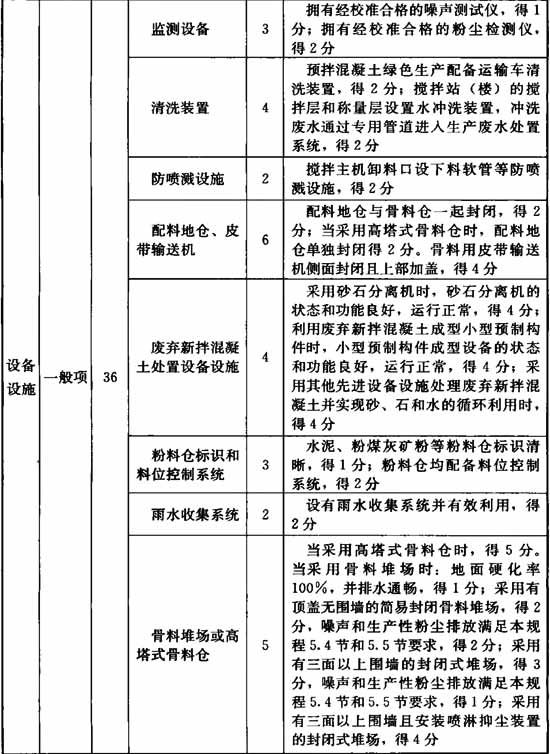 监测设备
3
拥有经校准合格的噪声测试仪，得1
分；拥有经校准合格的粉尘检测仪，
得2分
清洗装置
4
预拌混凝土绿色生产配备运输车清
洗装置，得2分；搅拌站（楼）的搅
拌层和称量层设置水冲洗装置，冲洗
废水通过专用管道进入生产废水处置
系统，得2分
防喷溅设施
2
搅拌主机卸料口设下料软管等防喷
溅设施，得2分
配料地仓、皮
带输送机
6
配料地仓与骨料仓一起封闭，得2
分；当采用高塔式骨料仓时，配料地
仓单独封闭得2分。骨料用皮带输送
机侧面封闭且上部加盖，得4分
设备
设施
一般项
36
废弃新拌混凝
土处置设备设施
4
采用砂石分离机时，砂石分离机的
状态和功能良好，运行正常，得4分；
利用废弃新拌混凝土成型小型预制构
件时，小型预制构件成型设备的状态
和功能良好，运行正常，得4分；采
用其他先进设备设施处理废弃新拌混
凝土并实现砂、石和水的循环利用时，
得4分
粉料仓标识和
料位控制系统
3
水泥、粉煤灰矿粉等粉料仓标识清
晰，得1分；粉料仓均配备料位控制
系统，得2分
雨水收集系统
2
设有雨水收集系统并有效利用，得
2分
骨料堆场或高
塔式骨料仓
5
当采用高塔式骨料仓时，得5分。
当采用骨料堆场时：地面硬化率
100%，并排水通畅，得1分；采用有
顶盖无围墙的简易封闭骨料堆场，得2
分，噪声和生产性粉尘排放满足本规
程5.4节和5.5节要求，得2分；采用
有三面以上围墙的封闭式堆场，得3
分，噪声和生产性粉尘排放满足本规
程5.4节和5.5节要求，得1分；采用
有三面以上围墙且安装喷淋抑尘装置
的封闭式堆场，得4分